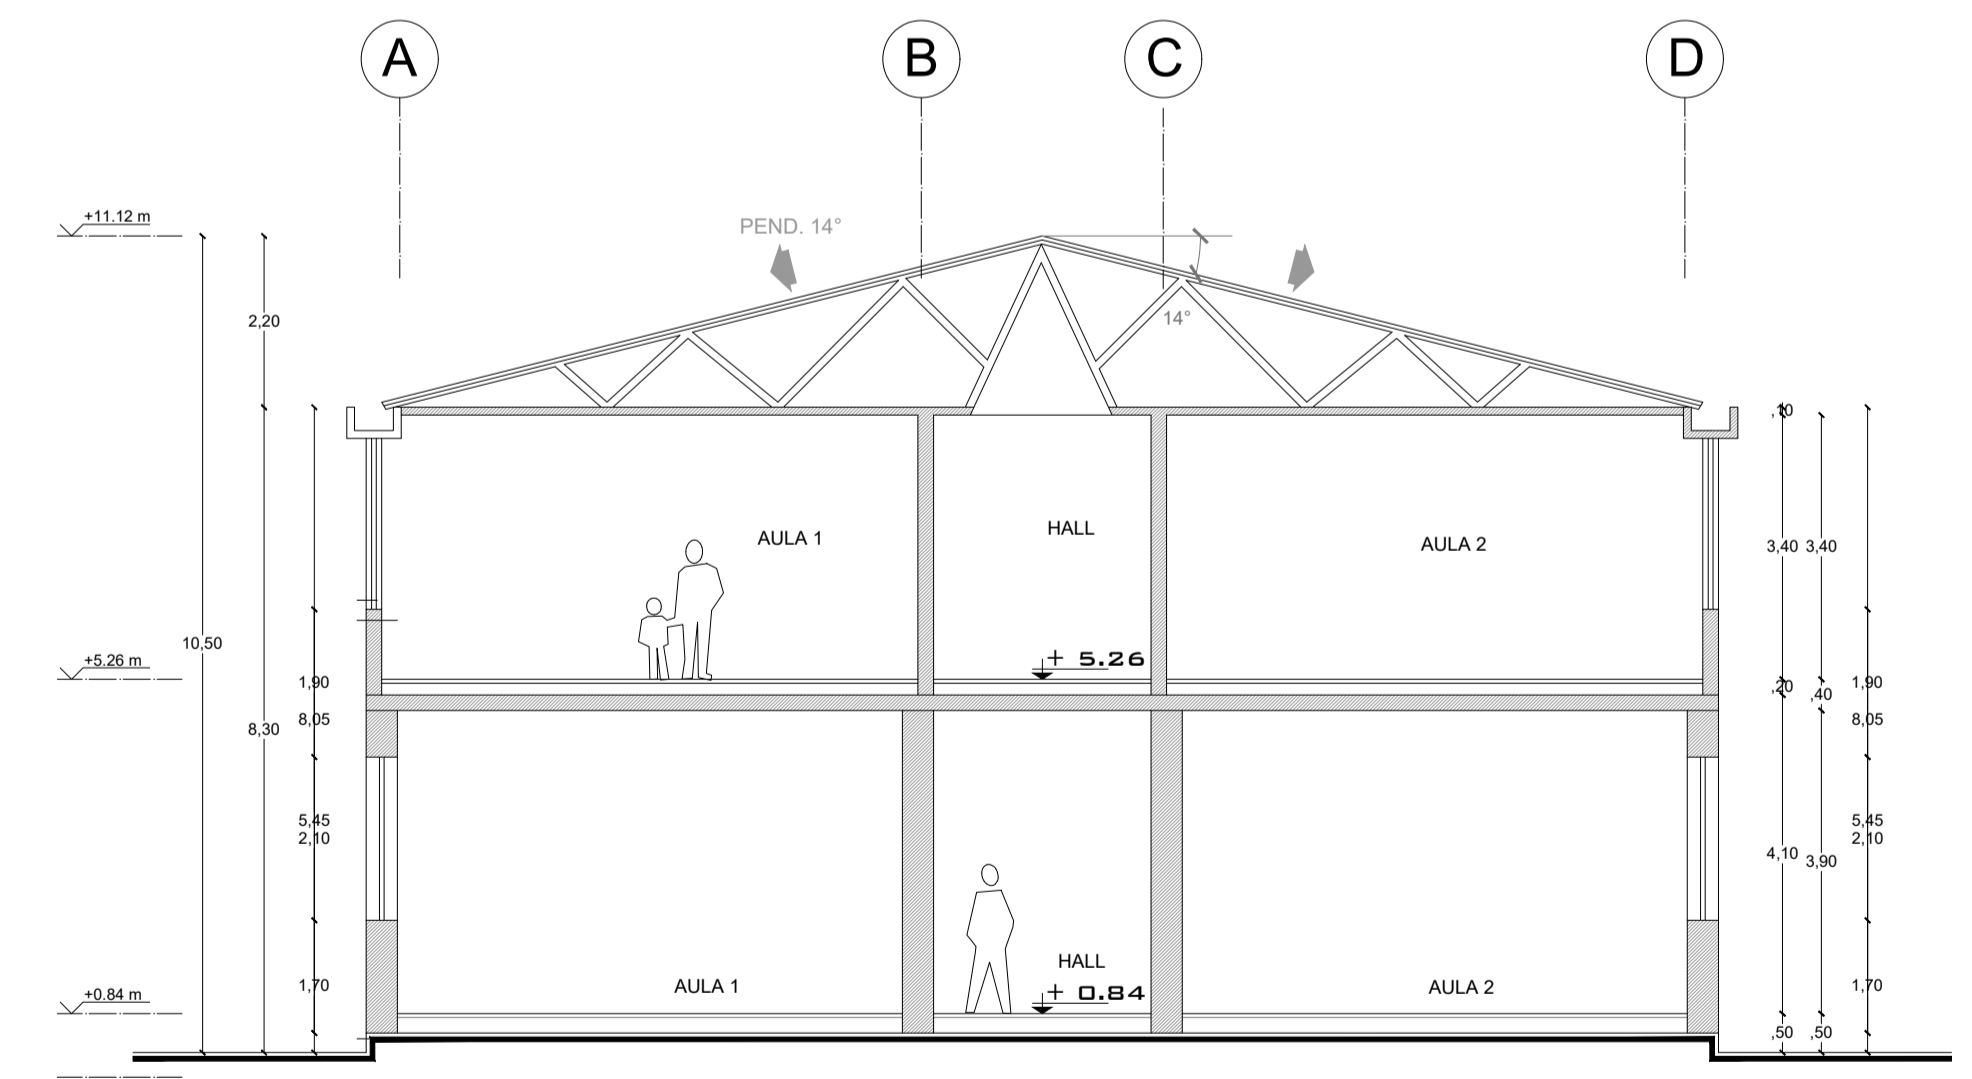 A
B
C
D
+11.12 m
PEND. 14°
2,20
14°
,10
AULA 1
HALL
AULA 2
3,40
3,40
10,50
+5.26 m
+ 5.26
1,90
8,05
8,30
,20
,40
1,90
8,05
5,45
2,10
4,10
3,90
5,45
2,10
+0.84 m
1,70
AULA 1
HALL
+ 0.84
AULA 2
1,70
,50
,50